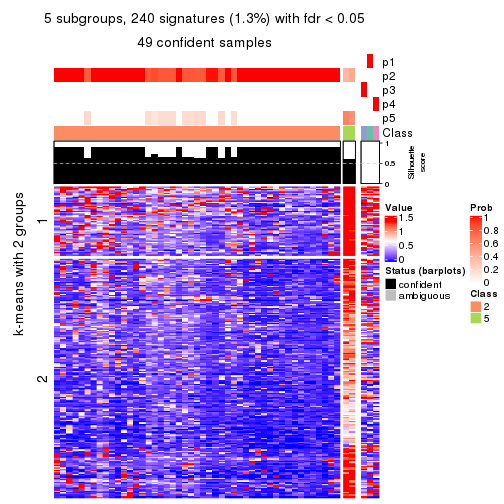 5 subgroups, 240 signatures (1.3%) with fdr < 0.05
49 confident samples
p1
p2
p3
p4
p5
Class
1
0.5
0
Silhouette
score
k-means with 2 groups
1
2
Value
1.5
1
0.5
0
Status (barplots)
confident
ambiguous
Prob
1
0.8
0.6
0.4
0.2
0
Class
2
5